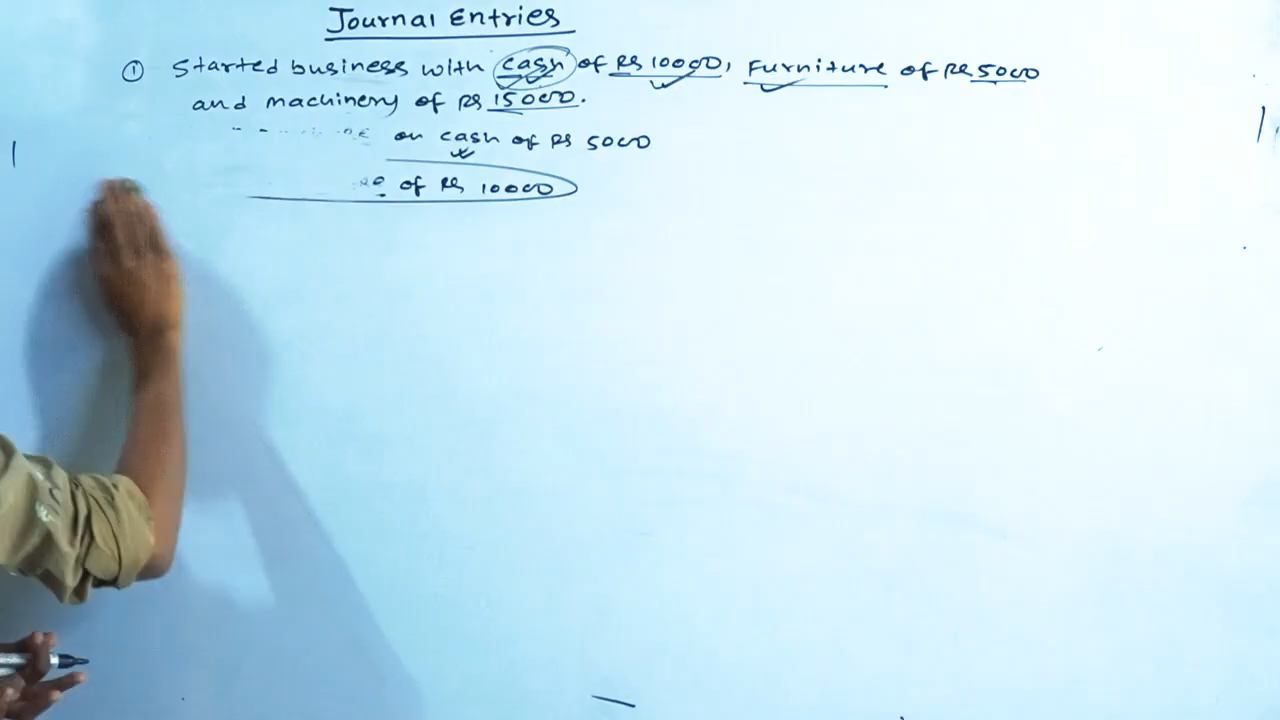 Journal Entries
① Started business with cash of Rs 10000, Furniture of Rs 5000
and machinery of Rs 15000.
on cash of Rs 5000
of Rs 10000